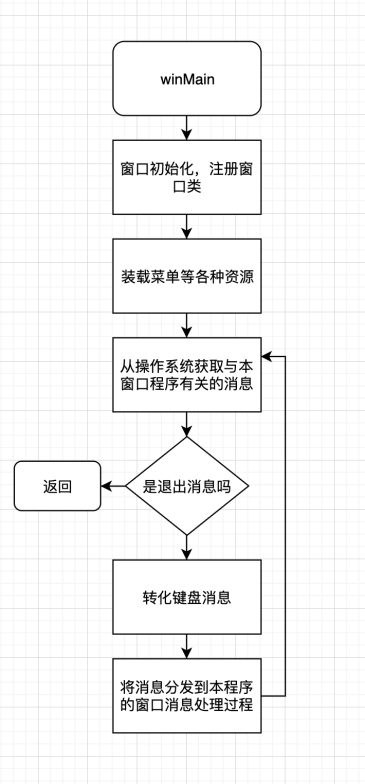 winMain
窗口初始化，注册窗
口类
装载菜单等各种资源
从操作系统获取与本
窗口程序有关的消息
是退出消息吗
返回
转化键盘消息
将消息分发到本程序
的窗口消息处理过程